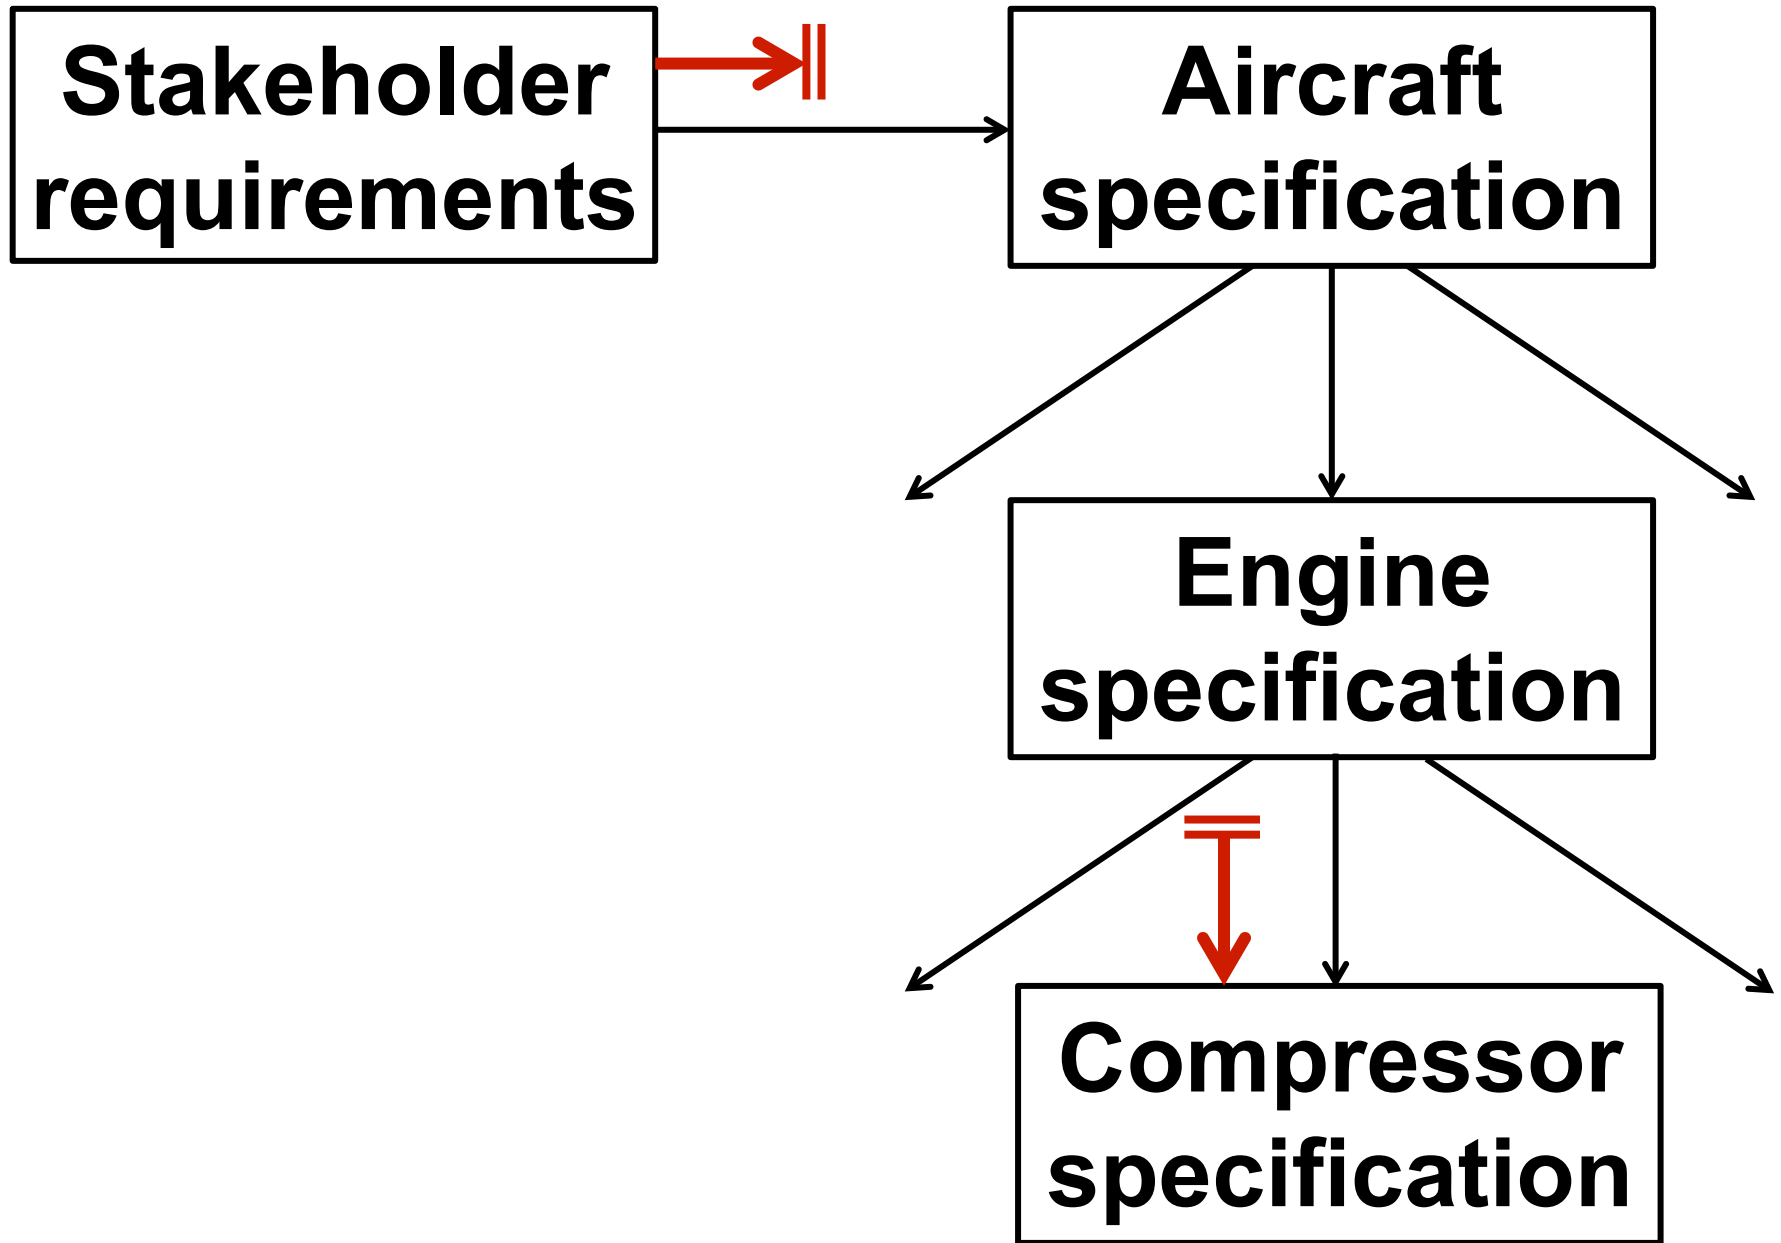 Stakeholder
requirements
Aircraft
specification
Engine
specification
Compressor
specification